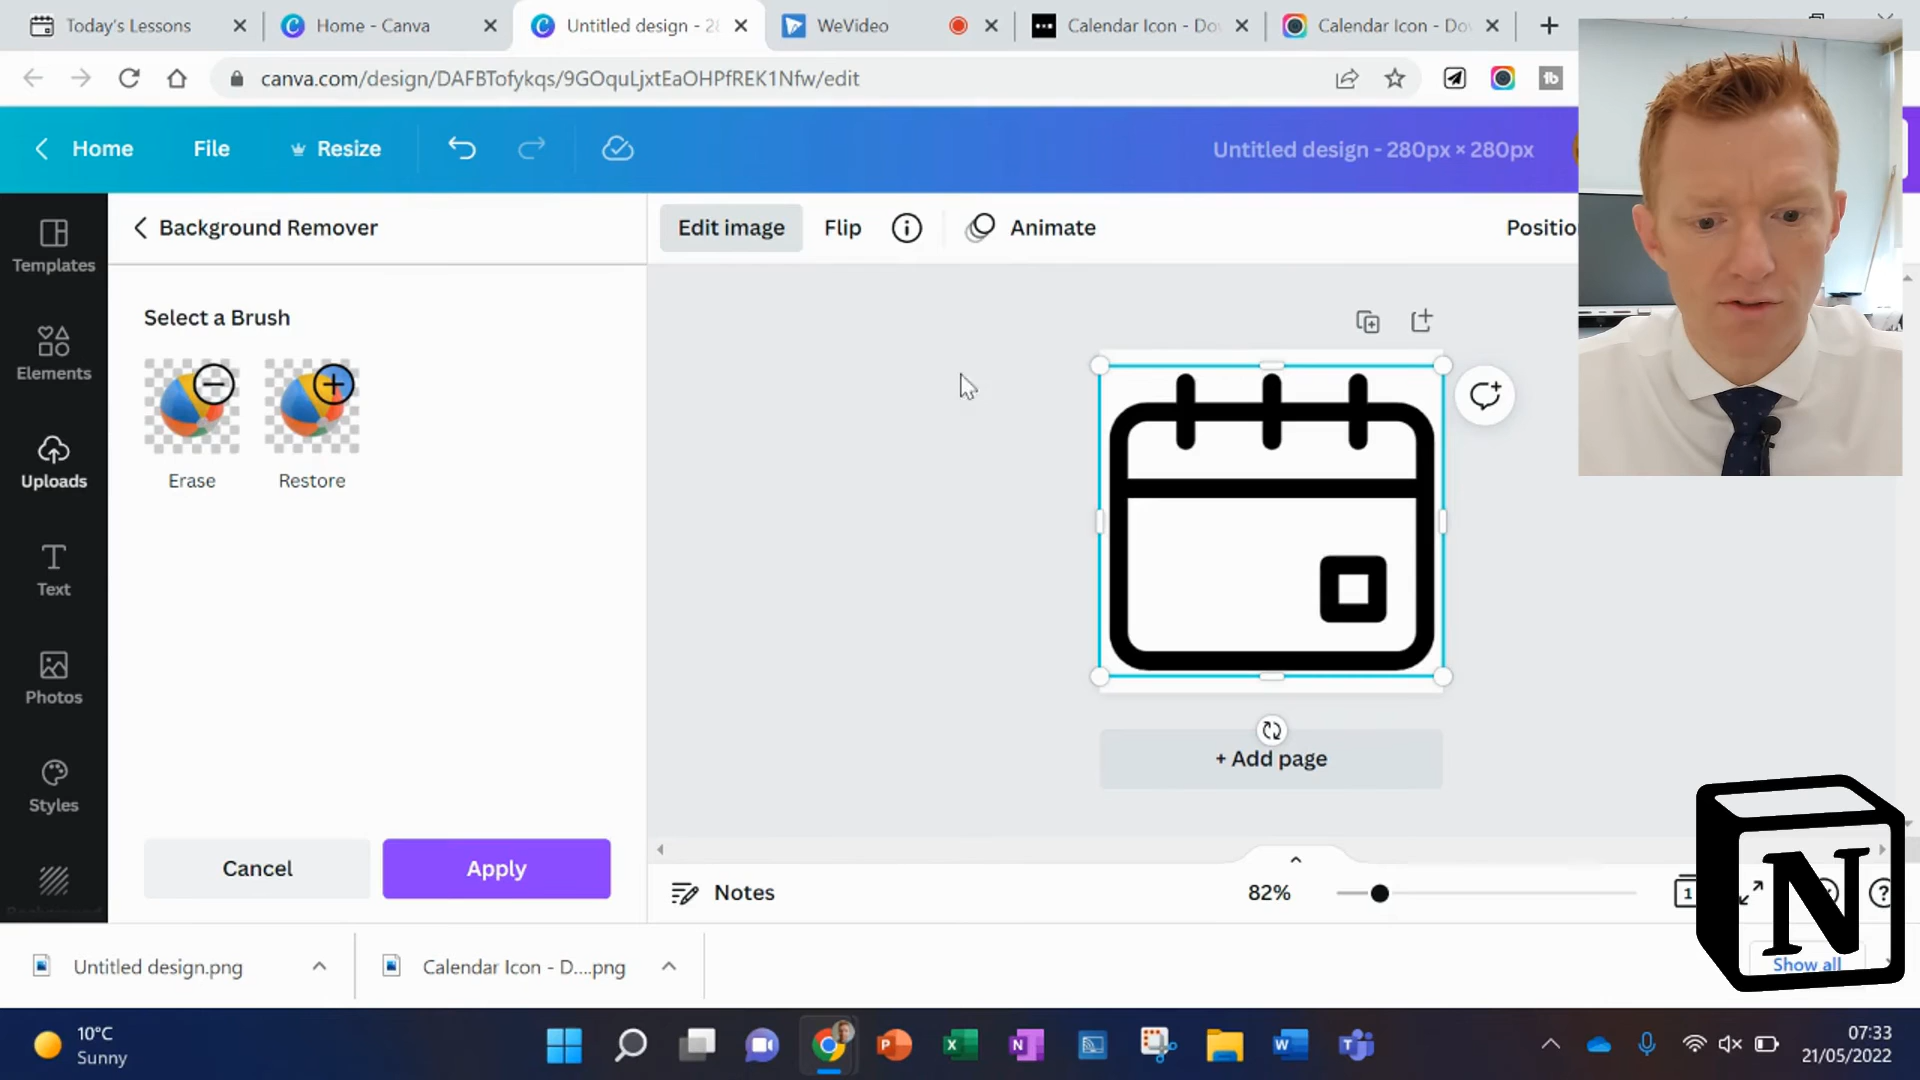 Today's Lessons
Home - Canva
Untitled design - 28
WeVideo
Calendar Icon - Do
Calendar Icon - Do
canva.com/design/DAFBTofykqs/9GOquLjxtEaOHPfREK1Nfw/edit
Home
File
Resize
Untitled design - 280px × 280px
Templates
Elements
Uploads
Text
Photos
Styles
Background Remover
Select a Brush
Erase
Restore
Cancel
Apply
Edit image
Flip
Animate
Positio
+ Add page
Notes
82%
1
N
Untitled design.png
Calendar Icon - D....png
Show all
10°C
Sunny
07:33
21/05/2022